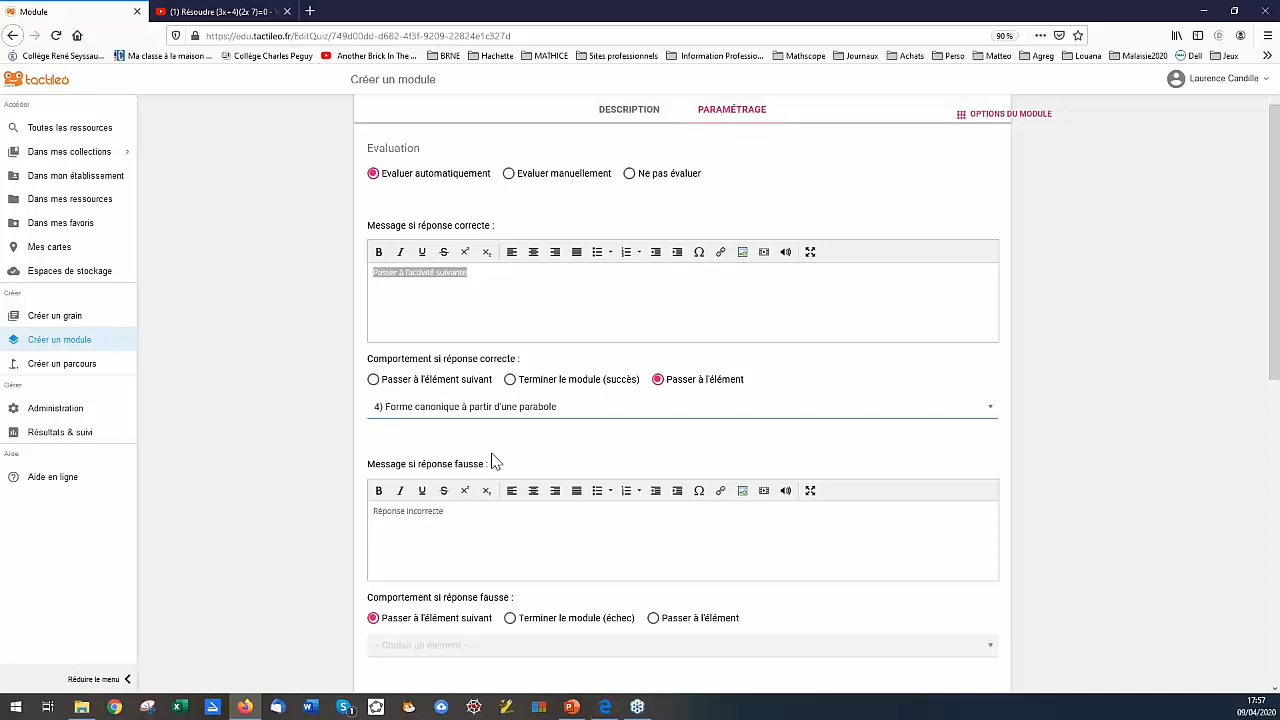 Module
(1) Résoudre (3x+4)(2x 7)=0 -
https://edu.tactileo.fr/EditQuiz/749d00dd-d682-4f3f-9209-22824e1c327d
90 %
Collège René Seyssau...
Ma classe à la maison ...
Collège Charles Peguy
Another Brick In The ...
BRNE
Hachette
MATHICE
Sites professionnels
Information Professio...
Mathscope
Journaux
Achats
Perso
Matteo
Agreg
Louana
Malaisie2020
Dell
Jeux
tactileo
Créer un module
Laurence Candille
Accéder
Toutes les ressources
Dans mes collections
Dans mon établissement
Dans mes ressources
Dans mes favoris
Mes cartes
Espaces de stockage
Créer
Créer un grain
Créer un module
Créer un parcours
Gérer
Administration
Résultats & suivi
Aide
Aide en ligne
Réduire le menu
DESCRIPTION
PARAMÉTRAGE
OPTIONS DU MODULE
Evaluation
Evaluer automatiquement
Evaluer manuellement
Ne pas évaluer
Message si réponse correcte :
Passer à l'activité suivante
Comportement si réponse correcte :
Passer à l'élément suivant
Terminer le module (succès)
Passer à l'élément
4) Forme canonique à partir d'une parabole
Message si réponse fausse :
Réponse incorrecte
Comportement si réponse fausse :
Passer à l'élément suivant
Terminer le module (échec)
Passer à l'élément
-- Choisir un élément --
17:57
09/04/2020